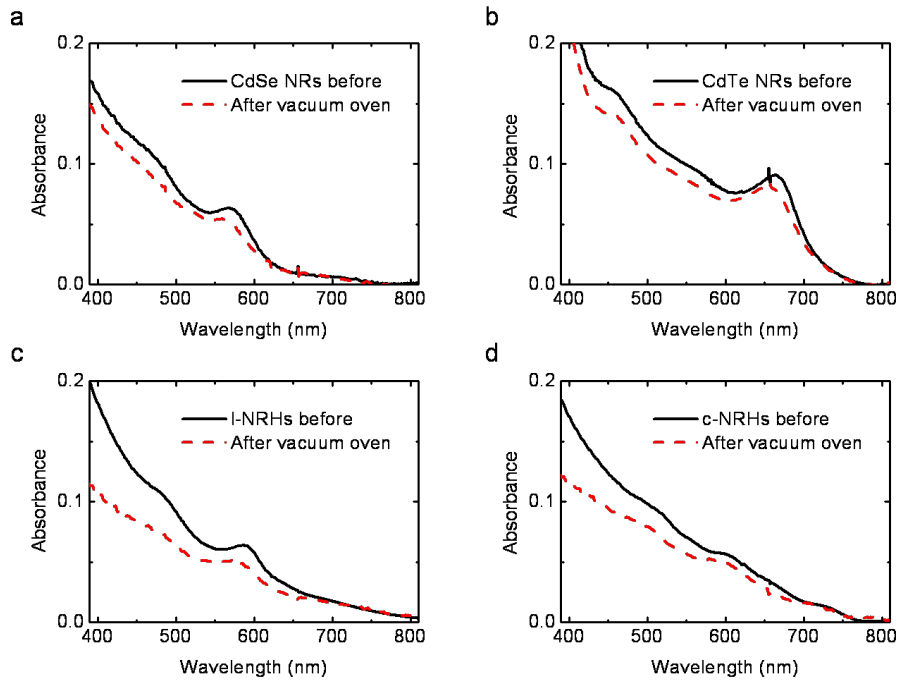 a
0.2
CdSe NRs before
After vacuum oven
0.1
Absorbance
0.0
400 500 600 700 800
Wavelength (nm)
b
0.2
CdTe NRs before
After vacuum oven
0.1
Absorbance
0.0
400 500 600 700 800
Wavelength (nm)
c
0.2
l-NRHs before
After vacuum oven
0.1
Absorbance
0.0
400 500 600 700 800
Wavelength (nm)
d
0.2
c-NRHs before
After vacuum oven
0.1
Absorbance
0.0
400 500 600 700 800
Wavelength (nm)